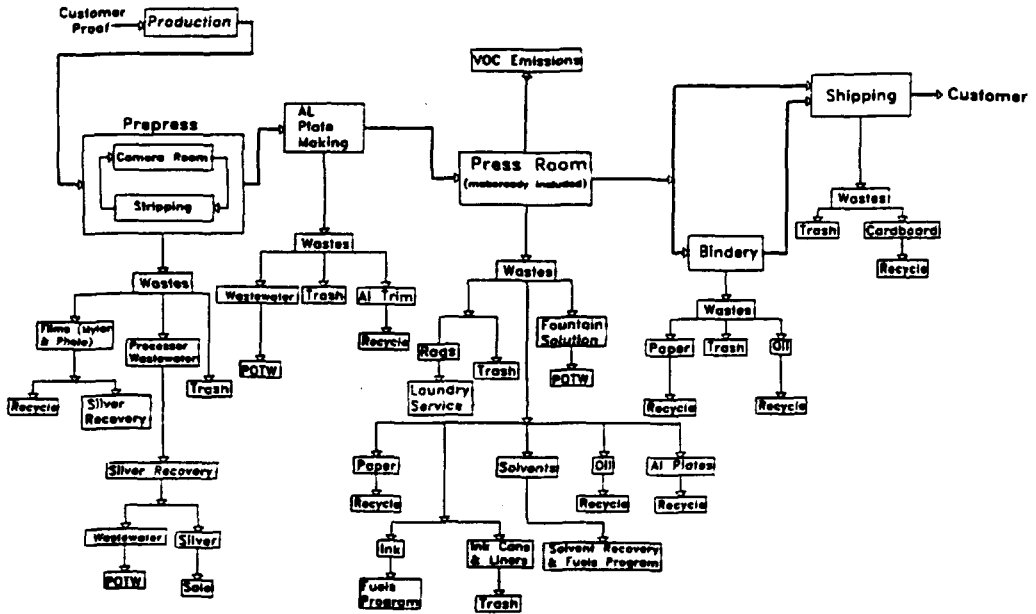 Customer
Proof
Production
VOC Emissions
Shipping
Customer
Prepress
AL
Plate
Making
Camera Room
Stripping
Press Room
(makeready included)
Bindery
Wastes
Trash
Cardboard
Recycle
Wastes
Wastes
Wastes
Wastes
Wastewater
Trash
Al Trim
Recycle
POTW
Films (Mylar
& Photo)
Processor
Wastewater
Trash
Recycle
Silver
Recovery
Rags
Trash
Laundry
Service
Fountain
Solution
POTW
Paper
Trash
Oil
Recycle
Recycle
Silver Recovery
Wastewater
Silver
POTW
Sale
Paper
Recycle
Solvents
Oil
Recycle
Al Plates
Recycle
Ink
Fuels
Program
Ink Cans
& Liners
Trash
Solvent Recovery
& Fuels Program